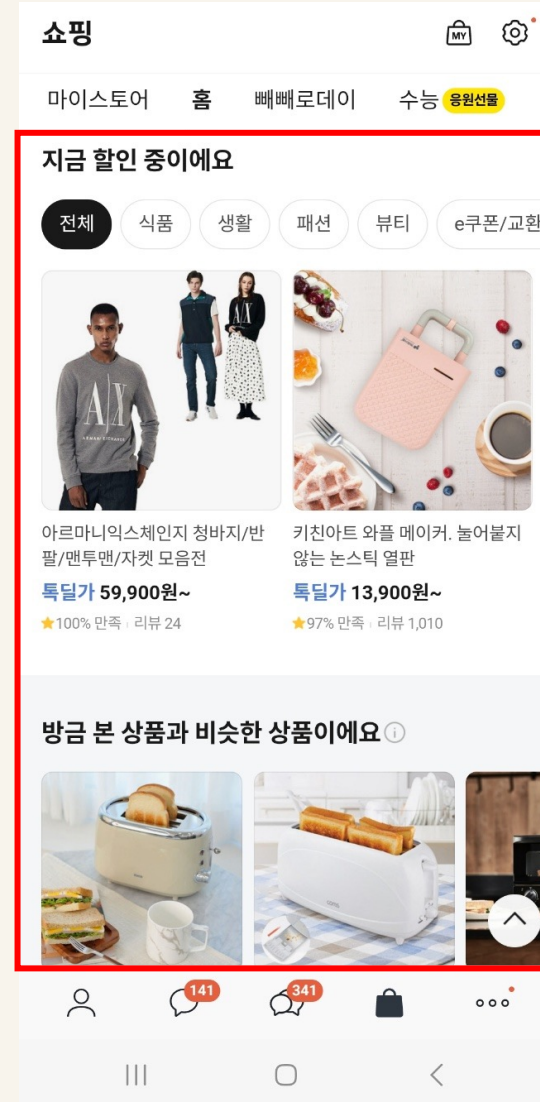 쇼핑
MY
마이스토어 홈 빼빼로데이 수능 응원선물
지금 할인 중이에요
전체 식품 생활 패션 뷰티 e쿠폰/교환
A|X
ARMANI EXCHANGE
아르마니익스체인지 청바지/반
팔/맨투맨/자켓 모음전
톡딜가 59,900원~
★100% 만족 리뷰 24
키친아트 와플 메이커. 눌어붙지
않는 논스틱 열판
톡딜가 13,900원~
★97% 만족 리뷰 1,010
방금 본 상품과 비슷한 상품이에요
141
341